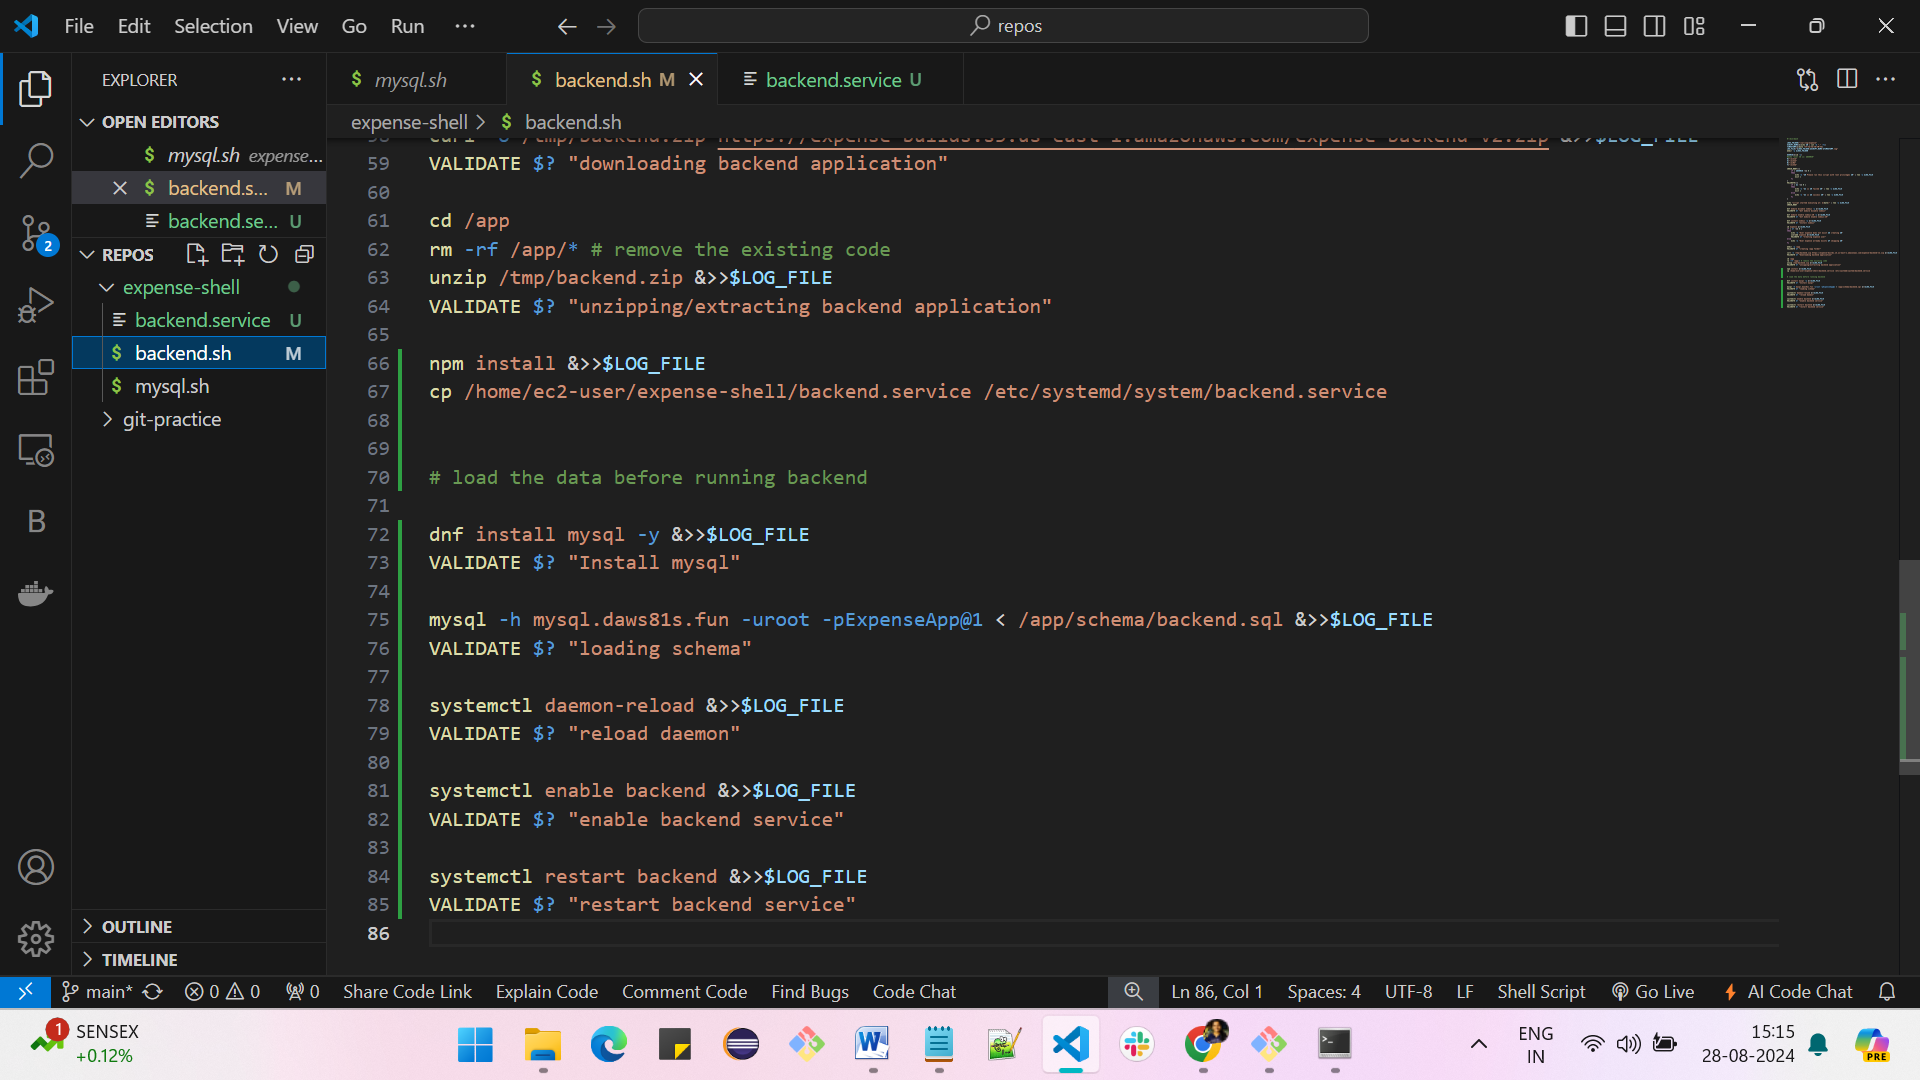 File Edit Selection View Go Run ···
repos
EXPLORER
OPEN EDITORS
$ mysql.sh expense...
$ backend.s... M
backend.se... U
REPOS
expense-shell
backend.service U
$ backend.sh M
$ mysql.sh
git-practice
OUTLINE
TIMELINE
2
B
$ mysql.sh
$ backend.sh M
backend.service U
expense-shell > $ backend.sh
59 VALIDATE $? "downloading backend application"
60
61 cd /app
62 rm -rf /app/* # remove the existing code
63 unzip /tmp/backend.zip &>>$LOG_FILE
64 VALIDATE $? "unzipping/extracting backend application"
65
66 npm install &>>$LOG_FILE
67 cp /home/ec2-user/expense-shell/backend.service /etc/systemd/system/backend.service
68
69
70 # load the data before running backend
71
72 dnf install mysql -y &>>$LOG_FILE
73 VALIDATE $? "Install mysql"
74
75 mysql -h mysql.daws81s.fun -uroot -pExpenseApp@1 < /app/schema/backend.sql &>>$LOG_FILE
76 VALIDATE $? "loading schema"
77
78 systemctl daemon-reload &>>$LOG_FILE
79 VALIDATE $? "reload daemon"
80
81 systemctl enable backend &>>$LOG_FILE
82 VALIDATE $? "enable backend service"
83
84 systemctl restart backend &>>$LOG_FILE
85 VALIDATE $? "restart backend service"
86
main* 0 0 0 Share Code Link Explain Code Comment Code Find Bugs Code Chat Ln 86, Col 1 Spaces: 4 UTF-8 LF Shell Script Go Live AI Code Chat
1 SENSEX
+0.12%
ENG
IN
15:15
28-08-2024
PRE